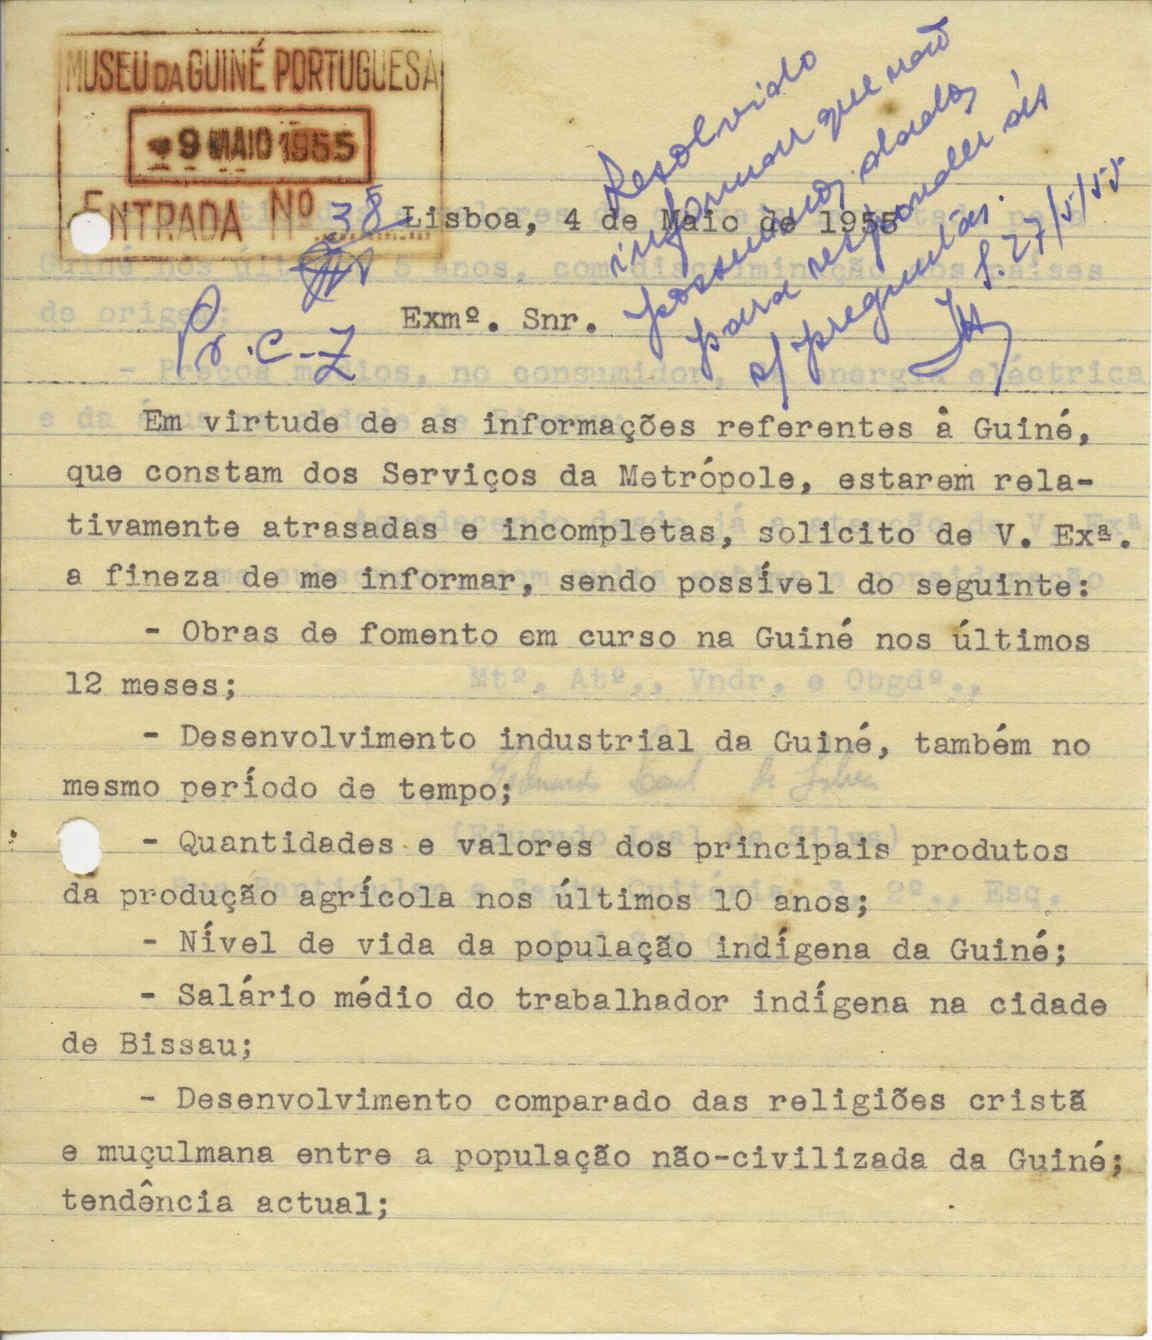 MUSEU DA GUINÉ PORTUGUESA
-9 MAIO 1955
ENTRADA Nº 38
Resolvido
informar que não
possuimos dados
para responder às
s/ perguntas.
27/5/55
Pr. C-7
Lisboa, 4 de Maio de 1955
Exmº. Snr.
Em virtude de as informações referentes à Guiné,
que constam dos Serviços da Metrópole, estarem rela-
tivamente atrasadas e incompletas, solicito de V. Exª.
a fineza de me informar, sendo possível do seguinte:
- Obras de fomento em curso na Guiné nos últimos
12 meses;
- Desenvolvimento industrial da Guiné, também no
mesmo período de tempo;
- Quantidades e valores dos principais produtos
da produção agrícola nos últimos 10 anos;
- Nível de vida da população indígena da Guiné;
- Salário médio do trabalhador indígena na cidade
de Bissau;
- Desenvolvimento comparado das religiões cristã
e muçulmana entre a população não-civilizada da Guiné;
tendência actual;